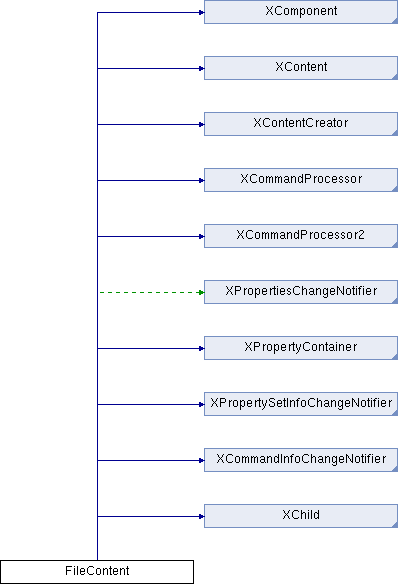 XComponent
XContent
XContentCreator
XCommandProcessor
XCommandProcessor2
XPropertiesChangeNotifier
XPropertyContainer
XPropertySetInfoChangeNotifier
XCommandInfoChangeNotifier
XChild
FileContent